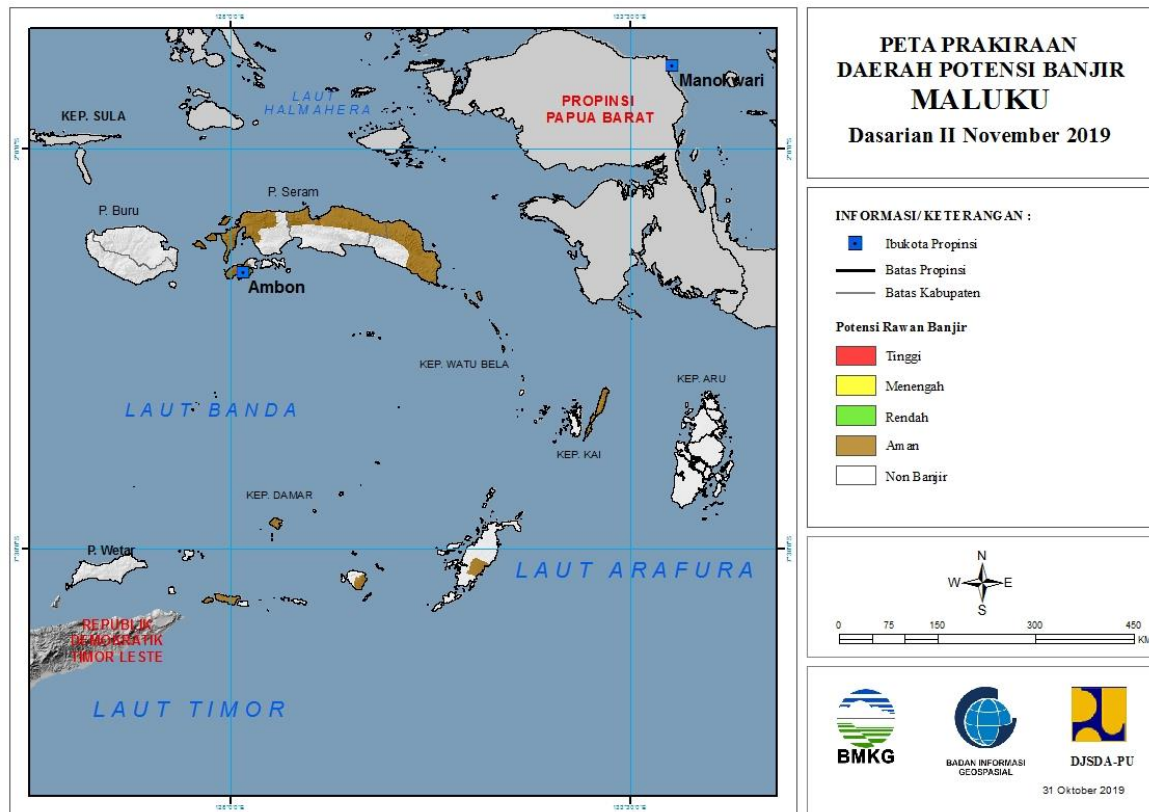 PETA PRAKIRAAN
DAERAH POTENSI BANJIR
MALUKU
Dasarian II November 2019
INFORMASI/ KETERANGAN :
Ibukota Propinsi
Batas Propinsi
Batas Kabupaten
Potensi Rawan Banjir
Tinggi
Menengah
Rendah
Aman
Non Banjir
N
W E
S
0 75 150 300 450
KM
BMKG
BADAN INFORMASI
GEOSPASIAL
DJSDA-PU
31 Oktober 2019
Manokwari
LAUT
HALMAHERA
PROPINSI
PAPUA BARAT
KEP. SULA
P. Seram
P. Buru
Ambon
KEP. WATU BELA
KEP. ARU
LAUT BANDA
KEP. KAI
KEP. DAMAR
P. Wetar
LAUT ARAFURA
REPUBLIK
DEMOKRATIK
TIMOR LESTE
LAUT TIMOR